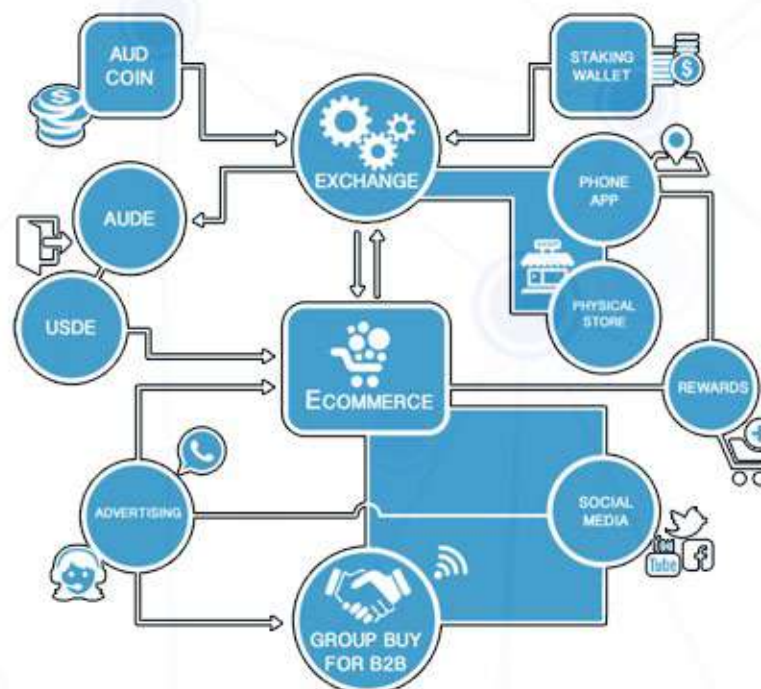 AUD
COIN
STAKING
WALLET
EXCHANGE
PHONE
APP
AUDE
USDE
PHYSICAL
STORE
ECOMMERCE
REWARDS
ADVERTISING
SOCIAL
MEDIA
You
Tube
GROUP BUY
FOR B2B